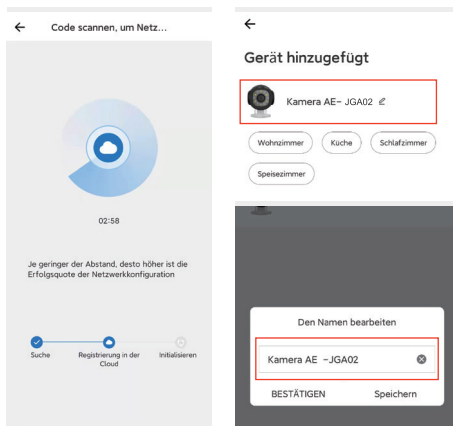 Code scannen, um Netz...
02:58
Je geringer der Abstand, desto höher ist die
Erfolgsquote der Netzwerkkonfiguration
Suche
Registrierung in der
Cloud
Initialisieren
Gerät hinzugefügt
Kamera AE- JGA02
Wohnzimmer
Küche
Schlafzimmer
Speisezimmer
Den Namen bearbeiten
Kamera AE -JGA02
BESTÄTIGEN
Speichern